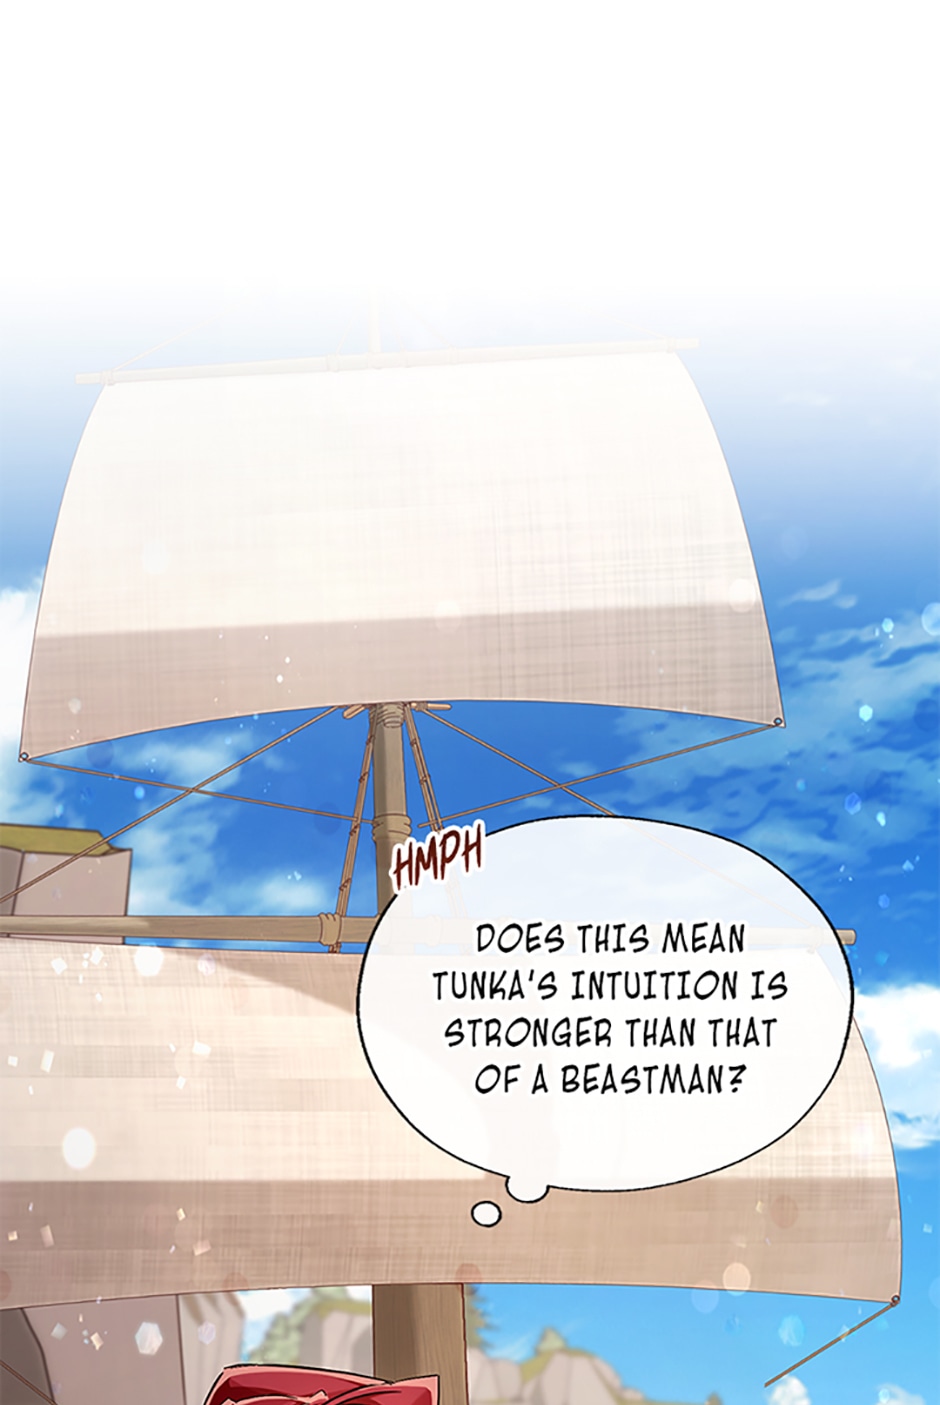 HMPH
DOES THIS MEAN
TUNKA'S INTUITION IS
STRONGER THAN THAT
OF A BEASTMAN?